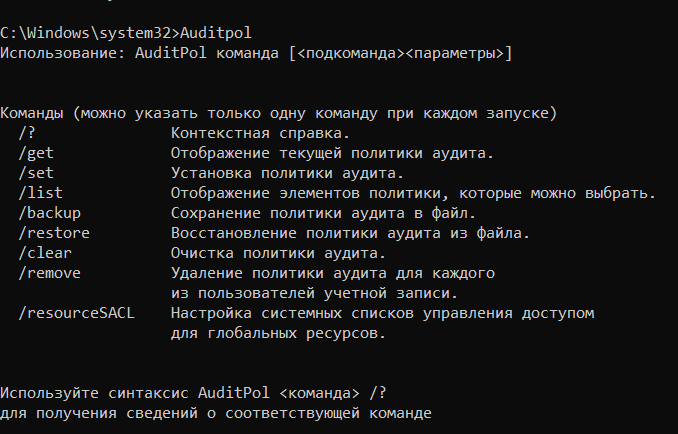 C:\Windows\system32>Auditpol
Использование: AuditPol команда [<подкоманда><параметры>]
Команды (можно указать только одну команду при каждом запуске)
/? Контекстная справка.
/get Отображение текущей политики аудита.
/set Установка политики аудита.
/list Отображение элементов политики, которые можно выбрать.
/backup Сохранение политики аудита в файл.
/restore Восстановление политики аудита из файла.
/clear Очистка политики аудита.
/remove Удаление политики аудита для каждого
из пользователей учетной записи.
/resourceSACL Настройка системных списков управления доступом
для глобальных ресурсов.
Используйте синтаксис AuditPol <команда> /?
для получения сведений о соответствующей команде